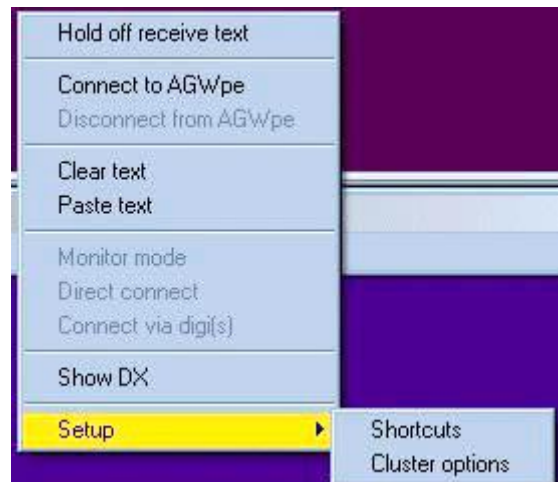 Hold off receive text
Connect to AGWpe
Disconnect from AGWpe
Clear text
Paste text
Monitor mode
Direct connect
Connect via digi(s)
Show DX
Setup
Shortcuts
Cluster options